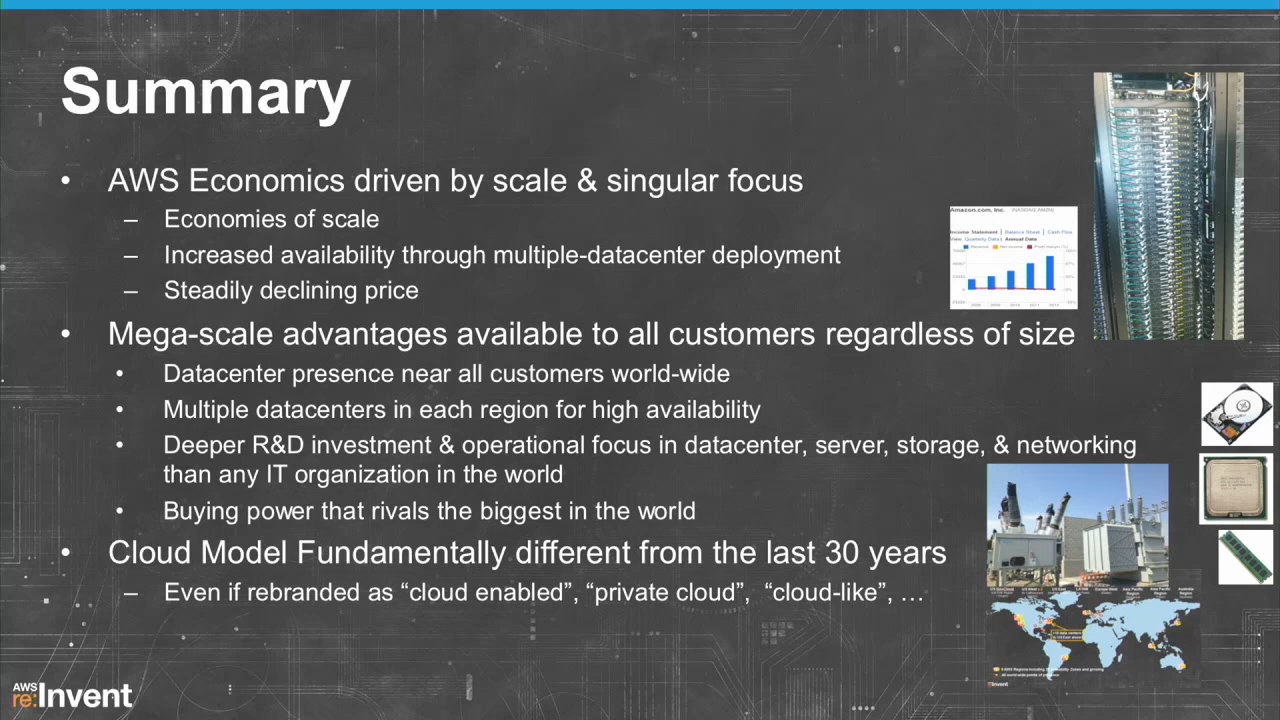 Summary
• AWS Economics driven by scale & singular focus
– Economies of scale
– Increased availability through multiple-datacenter deployment
– Steadily declining price
Amazon.com, Inc.
Income Statement | Balance Sheet | Cash Flow
View: Quarterly Data | Annual Data
• Mega-scale advantages available to all customers regardless of size
• Datacenter presence near all customers world-wide
• Multiple datacenters in each region for high availability
• Deeper R&D investment & operational focus in datacenter, server, storage, & networking
than any IT organization in the world
• Buying power that rivals the biggest in the world
• Cloud Model Fundamentally different from the last 30 years
– Even if rebranded as “cloud enabled”, “private cloud”, “cloud-like”, …
AWS
re:Invent